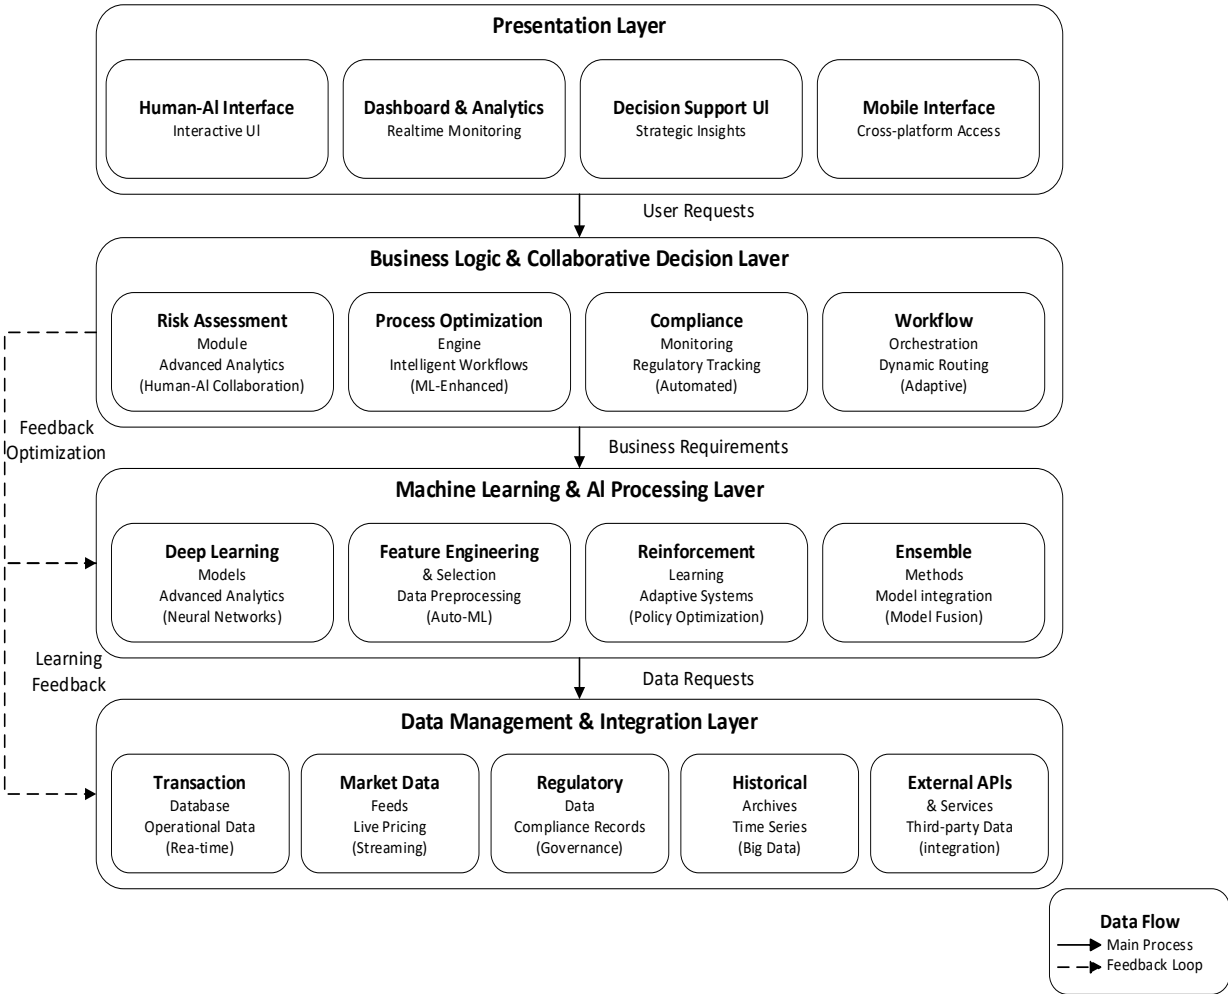 Presentation Layer
Human-AI Interface
Interactive UI
Dashboard & Analytics
Realtime Monitoring
Decision Support UI
Strategic Insights
Mobile Interface
Cross-platform Access
User Requests
Business Logic & Collaborative Decision Laver
Risk Assessment
Module
Advanced Analytics
(Human-AI Collaboration)
Process Optimization
Engine
Intelligent Workflows
(ML-Enhanced)
Compliance
Monitoring
Regulatory Tracking
(Automated)
Workflow
Orchestration
Dynamic Routing
(Adaptive)
Feedback
Optimization
Business Requirements
Machine Learning & AI Processing Laver
Deep Learning
Models
Advanced Analytics
(Neural Networks)
Feature Engineering
& Selection
Data Preprocessing
(Auto-ML)
Reinforcement
Learning
Adaptive Systems
(Policy Optimization)
Ensemble
Methods
Model integration
(Model Fusion)
Learning
Feedback
Data Requests
Data Management & Integration Layer
Transaction
Database
Operational Data
(Rea-time)
Market Data
Feeds
Live Pricing
(Streaming)
Regulatory
Data
Compliance Records
(Governance)
Historical
Archives
Time Series
(Big Data)
External APIs
& Services
Third-party Data
(integration)
Data Flow
Main Process
Feedback Loop